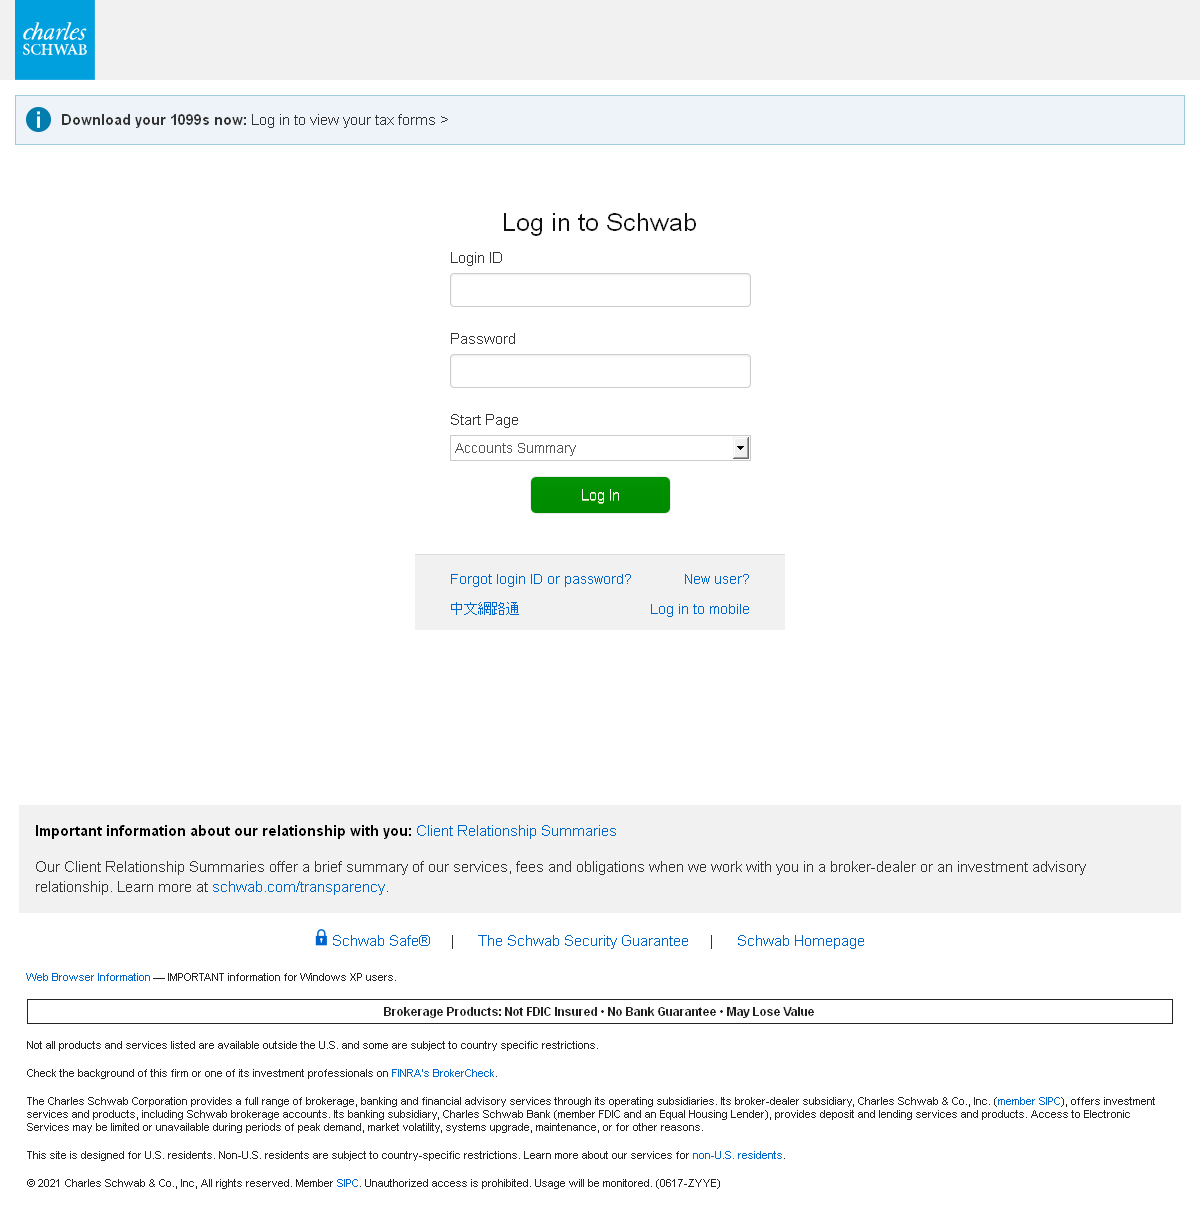 charles
SCHWAB
Download your 1099s now: Log in to view your tax forms >
Log in to Schwab
Login ID
Password
Start Page
Accounts Summary
Log In
Forgot login ID or password? New user?
中文網路通 Log in to mobile
Important information about our relationship with you: Client Relationship Summaries
Our Client Relationship Summaries offer a brief summary of our services, fees and obligations when we work with you in a broker-dealer or an investment advisory
relationship. Learn more at schwab.com/transparency.
Schwab Safe® | The Schwab Security Guarantee | Schwab Homepage
Web Browser Information — IMPORTANT information for Windows XP users.
Brokerage Products: Not FDIC Insured • No Bank Guarantee • May Lose Value
Not all products and services listed are available outside the U.S. and some are subject to country specific restrictions.
Check the background of this firm or one of its investment professionals on FINRA's BrokerCheck.
The Charles Schwab Corporation provides a full range of brokerage, banking and financial advisory services through its operating subsidiaries. Its broker-dealer subsidiary, Charles Schwab & Co., Inc. (member SIPC), offers investment
services and products, including Schwab brokerage accounts. Its banking subsidiary, Charles Schwab Bank (member FDIC and an Equal Housing Lender), provides deposit and lending services and products. Access to Electronic
Services may be limited or unavailable during periods of peak demand, market volatility, systems upgrade, maintenance, or for other reasons.
This site is designed for U.S. residents. Non-U.S. residents are subject to country-specific restrictions. Learn more about our services for non-U.S. residents.
© 2021 Charles Schwab & Co., Inc, All rights reserved. Member SIPC. Unauthorized access is prohibited. Usage will be monitored. (0617-ZYYE)